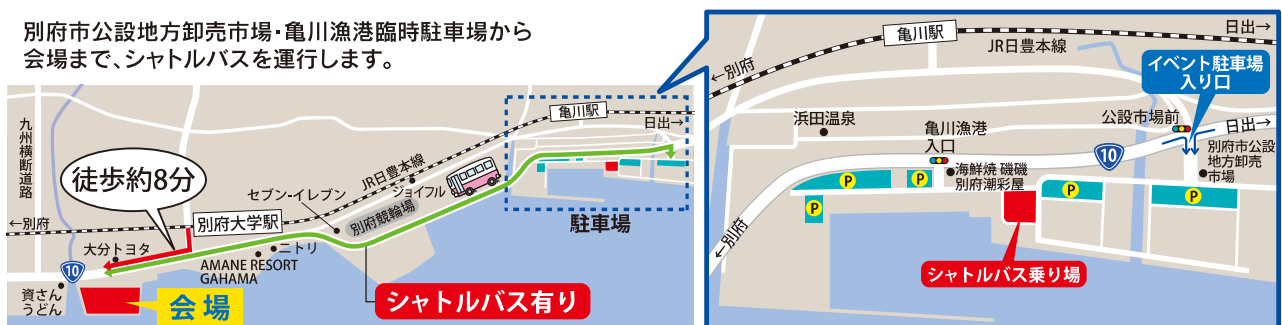 別府市公設地方卸売市場・亀川漁港臨時駐車場から
会場まで、シャトルバスを運行します。
九州横断道路
徒歩約8分
←別府
別府大学駅
大分トヨタ
10
資さん
うどん
会場
AMANE RESORT
GAHAMA
ニトリ
セブン-イレブン
別府競輪場
JR日豊本線
ジョイフル
亀川駅
日出→
駐車場
シャトルバス有り
←別府
亀川駅
日出→
JR日豊本線
イベント駐車場
入り口
浜田温泉
亀川漁港
入口
公設市場前
日出→
10
別府市公設
地方卸売
市場
海鮮焼 磯磯
別府潮彩屋
P
P
P
P
P
←別府
シャトルバス乗り場